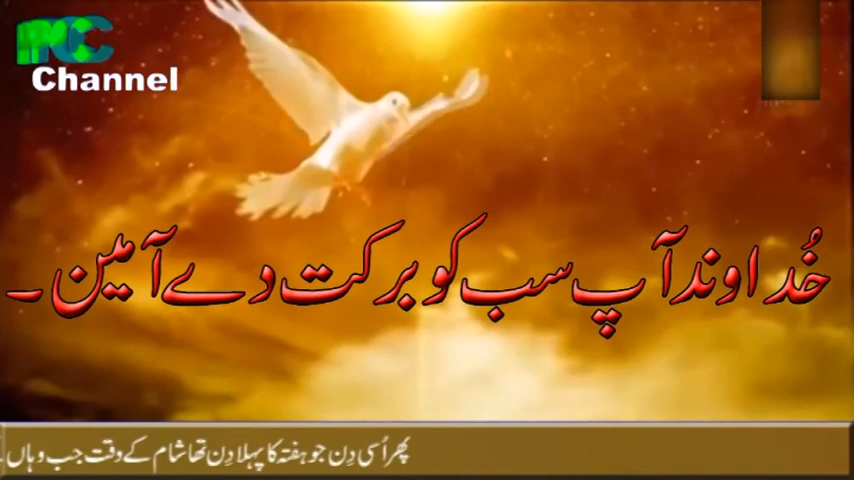 Channel
خُداوند آپ سب کو برکت دے آمین ۔
پھر اُسی دِن جو ہفتہ کا پہلا دِن تھا شام کے وقت جب وہاں